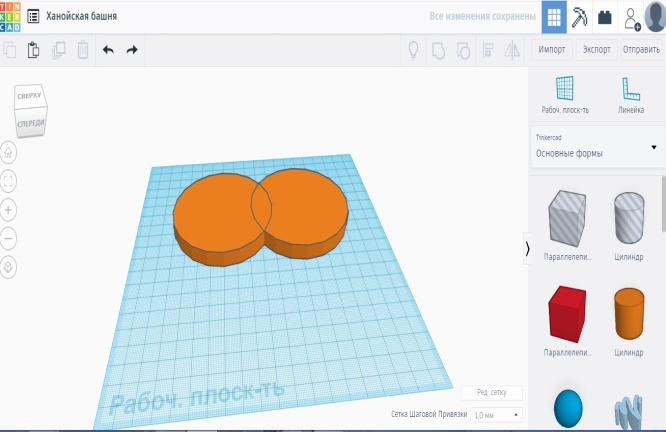 TIN
KER
CAD
Ханойская башня
Все изменения сохранены
Импорт
Экспорт
Отправить
СВЕРХУ
СПЕРЕДИ
Рабоч. плоск-ть
Линейка
Tinkercad
Основные формы
Параллелепи...
Цилиндр
Параллелепи...
Цилиндр
Рабоч. плоск-ть
Ред. сетку
Сетка Шаговой Привязки
1,0 мм